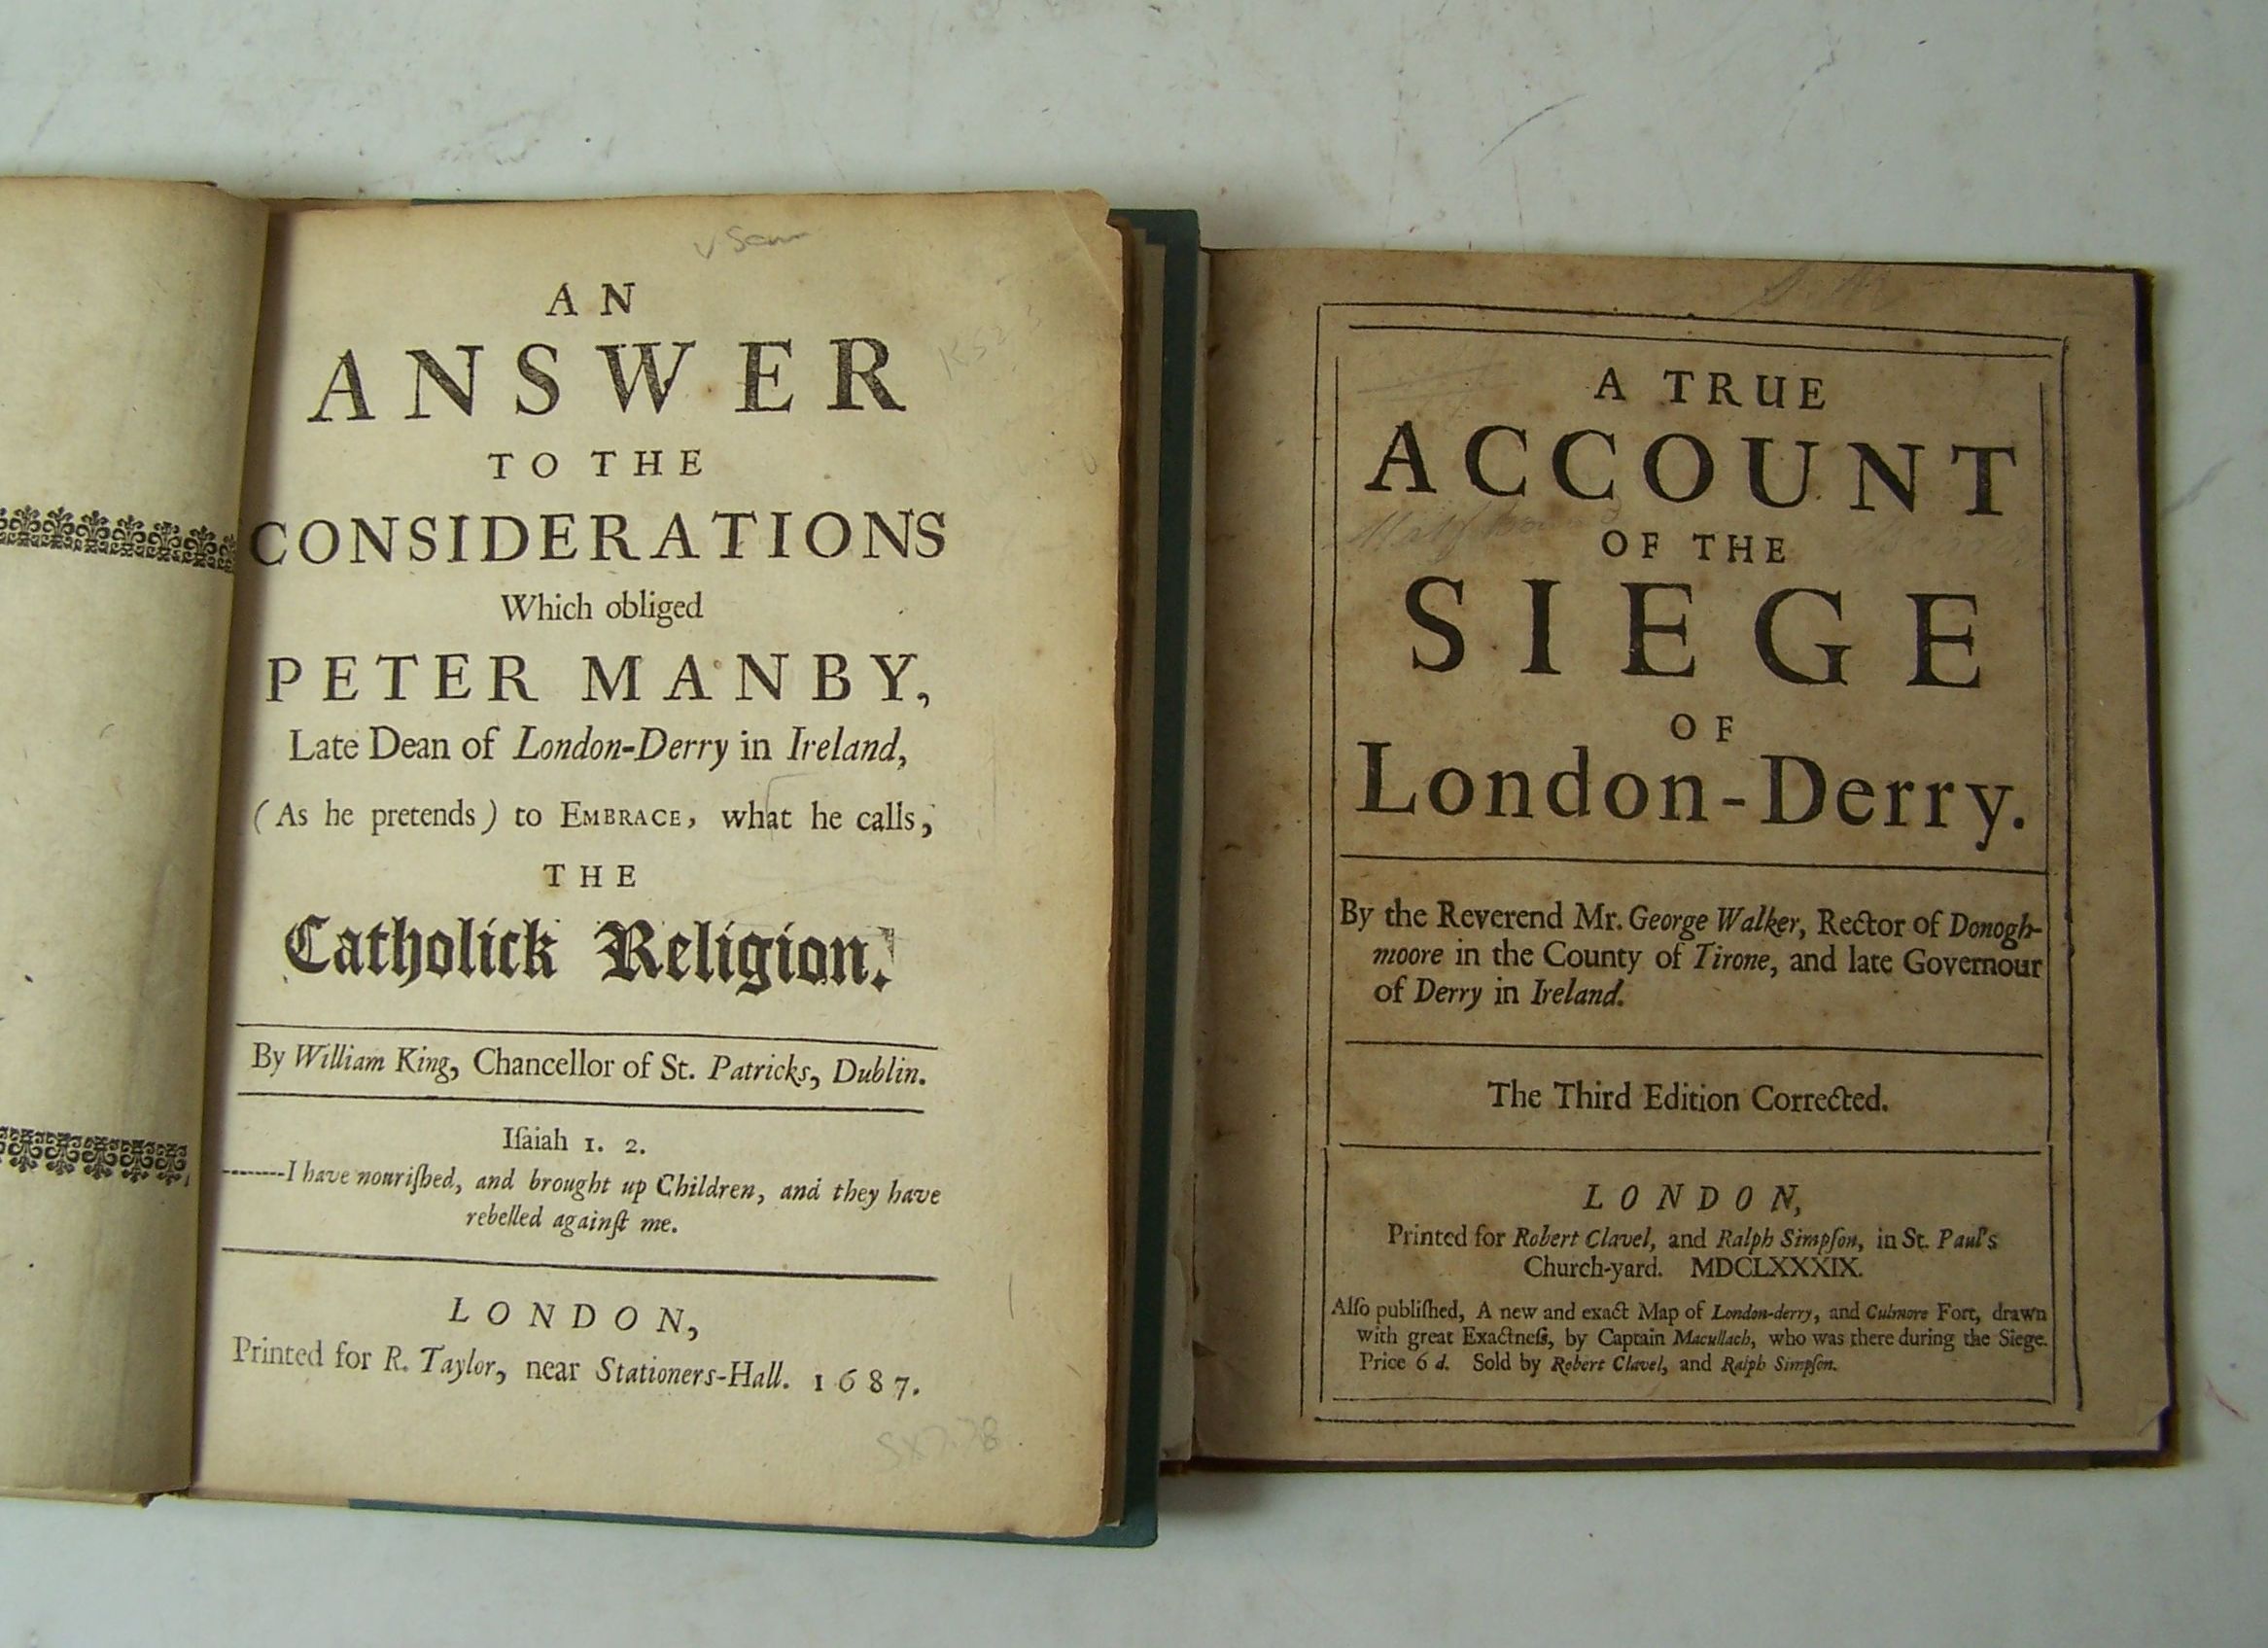 AN
ANSWER
TO THE
CONSIDERATIONS
Which obliged
PETER MANBY,
Late Dean of London-Derry in Ireland,
(As he pretends) to EMBRACE, what he calls,
THE
Catholick Religion.
By William King, Chancellor of St. Patricks, Dublin.
Iſaiah 1. 2.
--------I have nouriſhed, and brought up Children, and they have
rebelled againſt me.
LONDON,
Printed for R. Taylor, near Stationers-Hall. 1687.
A TRUE
ACCOUNT
OF THE
SIEGE
OF
London-Derry.
By the Reverend Mr. George Walker, Rector of Donogh-
moore in the County of Tirone, and late Governour
of Derry in Ireland.
The Third Edition Corrected.
LONDON,
Printed for Robert Clavel, and Ralph Simpſon, in St. Paul's
Church-yard. MDCLXXXIX.
Alſo publiſhed, A new and exact Map of London-derry, and Culmore Fort, drawn
with great Exactneſs, by Captain Macullach, who was there during the Siege.
Price 6 d. Sold by Robert Clavel, and Ralph Simpſon.